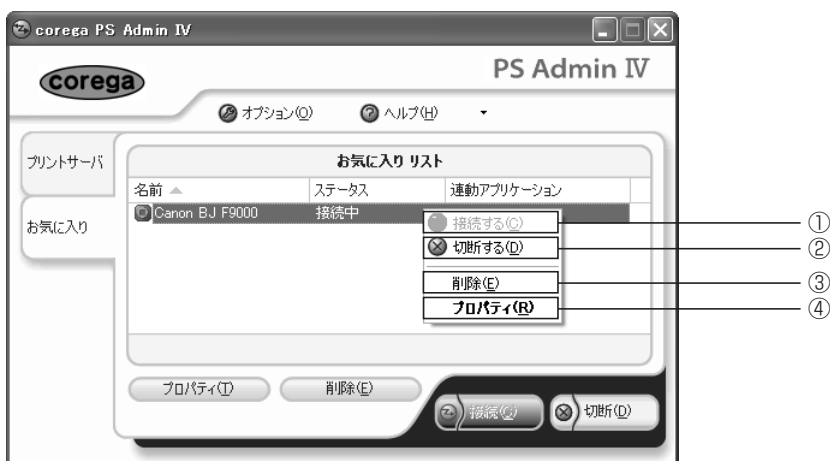 corega PS Admin IV
corega
PS Admin IV
オプション(O) ヘルプ(H)
プリントサーバ
お気に入り
お気に入り リスト
名前 ステータス 連動アプリケーション
Canon BJ F9000 接続中
接続する(C) ①
切断する(D) ②
削除(E) ③
プロパティ(R) ④
プロパティ(T) 削除(E)
接続(C) 切断(D)